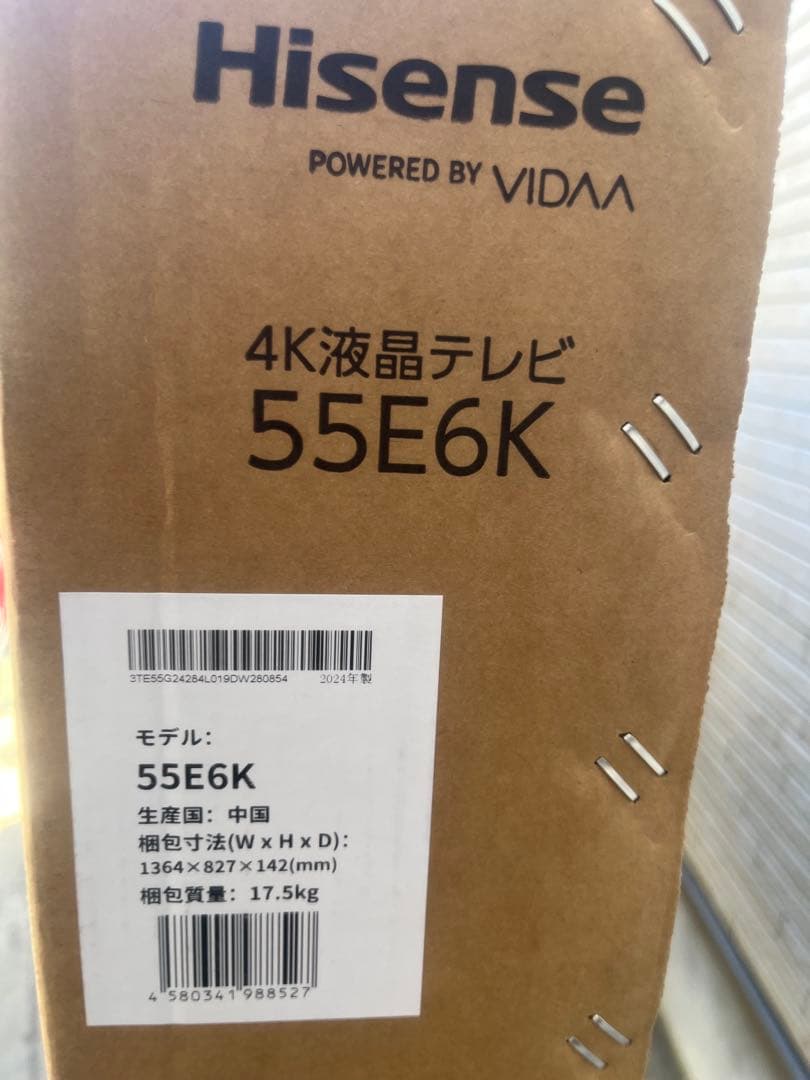 Hisense
POWERED BY VIDAA
4K液晶テレビ
55E6K
3TE55G24284L019DW280854 2024年製
モデル:
55E6K
生産国: 中国
梱包寸法(W x H x D):
1364×827×142(mm)
梱包質量: 17.5kg
4 580341 988527